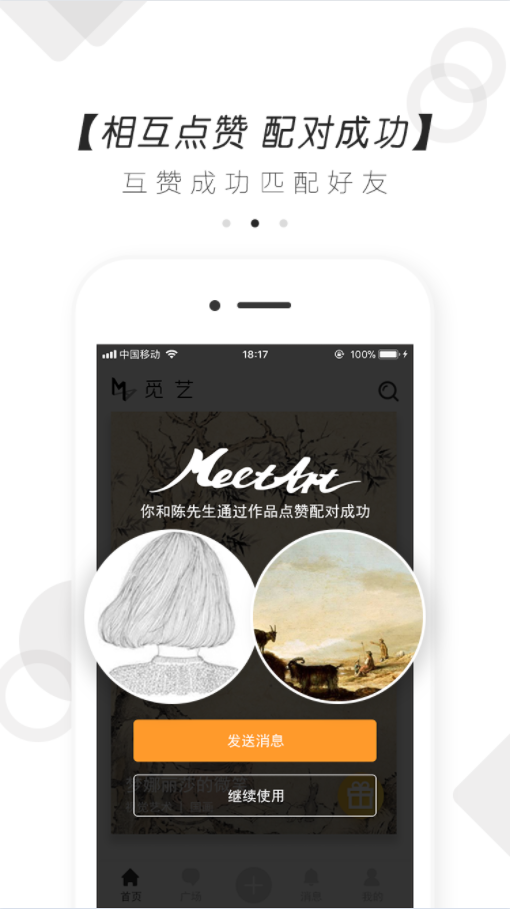 【相互点赞 配对成功】
互赞成功匹配好友
中国移动 18:17 100%
觅艺
MeetArt
你和陈先生通过作品点赞配对成功
发送消息
继续使用
首页 广场 消息 我的